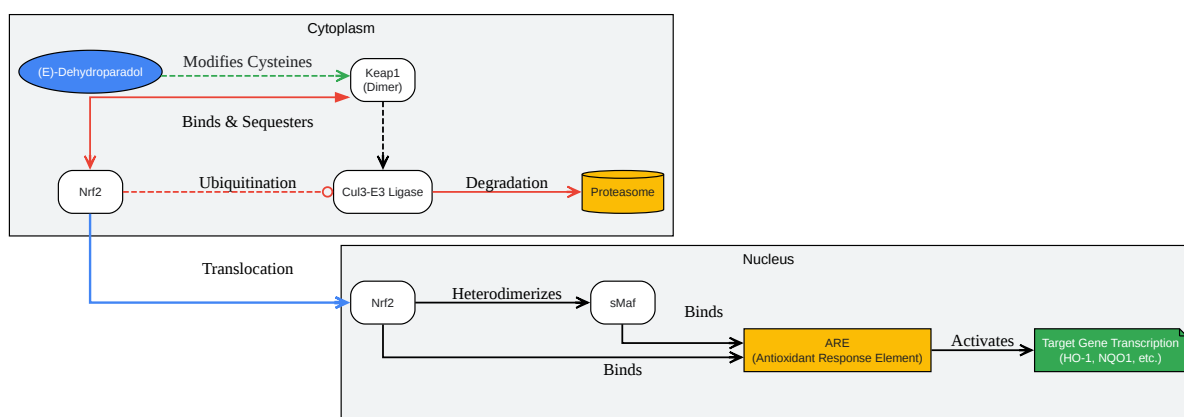 Cytoplasm
(E)-Dehydroparadol
Modifies Cysteines
Keap1
(Dimer)
Binds & Sequesters
Nrf2
Ubiquitination
Cul3-E3 Ligase
Degradation
Proteasome
Translocation
Nucleus
Nrf2
Heterodimerizes
sMaf
Binds
Binds
ARE
(Antioxidant Response Element)
Activates
Target Gene Transcription
(HO-1, NQO1, etc.)